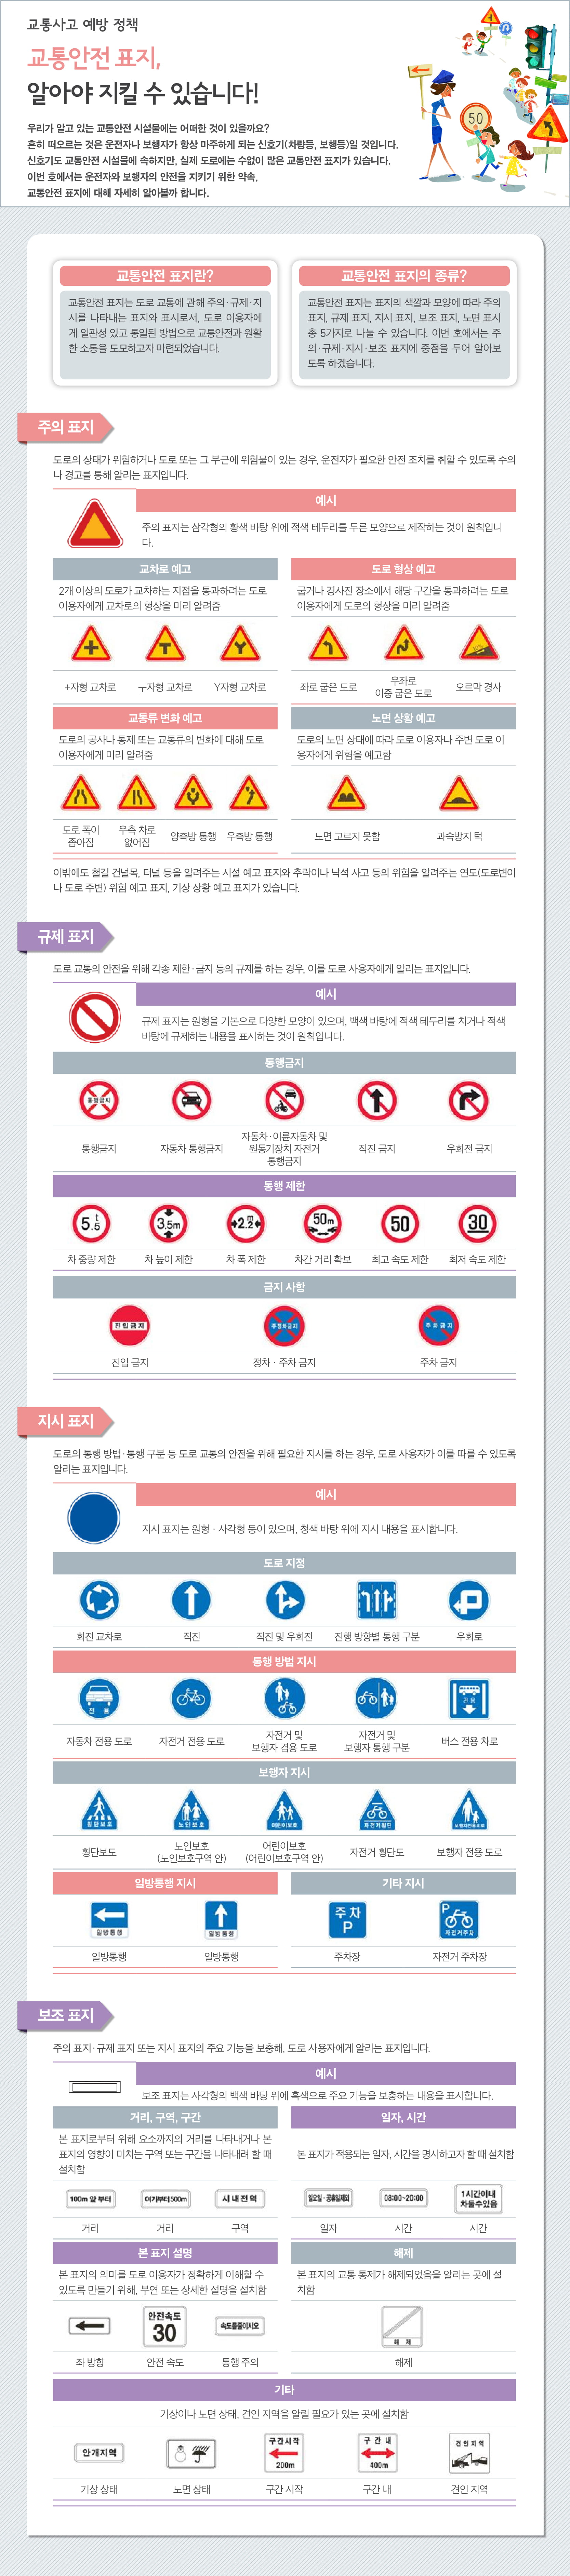 교통사고 예방 정책
교통안전 표지,
알아야 지킬 수 있습니다!
우리가 알고 있는 교통안전 시설물에는 어떠한 것이 있을까요?
흔히 떠오르는 것은 운전자나 보행자가 항상 마주하게 되는 신호기(차량등, 보행등)일 것입니다.
신호기도 교통안전 시설물에 속하지만, 실제 도로에는 수없이 많은 교통안전 표지가 있습니다.
이번 호에서는 운전자와 보행자의 안전을 지키기 위한 약속,
교통안전 표지에 대해 자세히 알아볼까 합니다.
50
교통안전 표지란?
교통안전 표지는 도로 교통에 관해 주의·규제·지
시를 나타내는 표지와 표시로서, 도로 이용자에
게 일관성 있고 통일된 방법으로 교통안전과 원활
한 소통을 도모하고자 마련되었습니다.
교통안전 표지의 종류?
교통안전 표지는 표지의 색깔과 모양에 따라 주의
표지, 규제 표지, 지시 표지, 보조 표지, 노면 표시
총 5가지로 나눌 수 있습니다. 이번 호에서는 주
의·규제·지시·보조 표지에 중점을 두어 알아보
도록 하겠습니다.
주의 표지
도로의 상태가 위험하거나 도로 또는 그 부근에 위험물이 있는 경우, 운전자가 필요한 안전 조치를 취할 수 있도록 주의
나 경고를 통해 알리는 표지입니다.
예시
주의 표지는 삼각형의 황색 바탕 위에 적색 테두리를 두른 모양으로 제작하는 것이 원칙입니
다.
교차로 예고
2개 이상의 도로가 교차하는 지점을 통과하려는 도로
이용자에게 교차로의 형상을 미리 알려줌
+자형 교차로
ㅜ자형 교차로
Y자형 교차로
도로 형상 예고
굽거나 경사진 장소에서 해당 구간을 통과하려는 도로
이용자에게 도로의 형상을 미리 알려줌
좌로 굽은 도로
우좌로
이중 굽은 도로
오르막 경사
교통류 변화 예고
도로의 공사나 통제 또는 교통류의 변화에 대해 도로
이용자에게 미리 알려줌
도로 폭이
좁아짐
우측 차로
없어짐
양측방 통행
우측방 통행
노면 상황 예고
도로의 노면 상태에 따라 도로 이용자나 주변 도로 이
용자에게 위험을 예고함
노면 고르지 못함
과속방지 턱
이밖에도 철길 건널목, 터널 등을 알려주는 시설 예고 표지와 추락이나 낙석 사고 등의 위험을 알려주는 연도(도로변이
나 도로 주변) 위험 예고 표지, 기상 상황 예고 표지가 있습니다.
규제 표지
도로 교통의 안전을 위해 각종 제한·금지 등의 규제를 하는 경우, 이를 도로 사용자에게 알리는 표지입니다.
예시
규제 표지는 원형을 기본으로 다양한 모양이 있으며, 백색 바탕에 적색 테두리를 치거나 적색
바탕에 규제하는 내용을 표시하는 것이 원칙입니다.
통행금지
통행금지
통행금지
자동차 통행금지
자동차·이륜자동차 및
원동기장치 자전거
통행금지
직진 금지
우회전 금지
통행 제한
5.5t
3.5m
2.2m
50m
50
30
차 중량 제한
차 높이 제한
차 폭 제한
차간 거리 확보
최고 속도 제한
최저 속도 제한
금지 사항
진입금지
주정차금지
주차금지
진입 금지
정차·주차 금지
주차 금지
지시 표지
도로의 통행 방법·통행 구분 등 도로 교통의 안전을 위해 필요한 지시를 하는 경우, 도로 사용자가 이를 따를 수 있도록
알리는 표지입니다.
예시
지시 표지는 원형·사각형 등이 있으며, 청색 바탕 위에 지시 내용을 표시합니다.
도로 지정
회전 교차로
직진
직진 및 우회전
진행 방향별 통행 구분
우회로
통행 방법 지시
전용
전용
자동차 전용 도로
자전거 전용 도로
자전거 및
보행자 겸용 도로
자전거 및
보행자 통행 구분
버스 전용 차로
보행자 지시
횡단보도
노인보호
어린이보호
자전거횡단
보행자전용도로
횡단보도
노인보호
(노인보호구역 안)
어린이보호
(어린이보호구역 안)
자전거 횡단도
보행자 전용 도로
일방통행 지시
일방통행
일방통행
일방통행
일방통행
기타 지시
주차
P
P
자전거주차
주차장
자전거 주차장
보조 표지
주의 표지·규제 표지 또는 지시 표지의 주요 기능을 보충해, 도로 사용자에게 알리는 표지입니다.
예시
보조 표지는 사각형의 백색 바탕 위에 흑색으로 주요 기능을 보충하는 내용을 표시합니다.
거리, 구역, 구간
본 표지로부터 위해 요소까지의 거리를 나타내거나 본
표지의 영향이 미치는 구역 또는 구간을 나타내려 할 때
설치함
100m 앞 부터
여기부터500m
시내전역
거리
거리
구역
일자, 시간
본 표지가 적용되는 일자, 시간을 명시하고자 할 때 설치함
일요일·공휴일제외
08:00~20:00
1시간이내
차둘수있음
일자
시간
시간
본 표지 설명
본 표지의 의미를 도로 이용자가 정확하게 이해할 수
있도록 만들기 위해, 부연 또는 상세한 설명을 설치함
안전속도
30
속도를줄이시오
좌 방향
안전 속도
통행 주의
해제
본 표지의 교통 통제가 해제되었음을 알리는 곳에 설
치함
해제
해제
기타
기상이나 노면 상태, 견인 지역을 알릴 필요가 있는 곳에 설치함
안개지역
구간시작
200m
구간내
400m
견인지역
기상 상태
노면 상태
구간 시작
구간 내
견인 지역